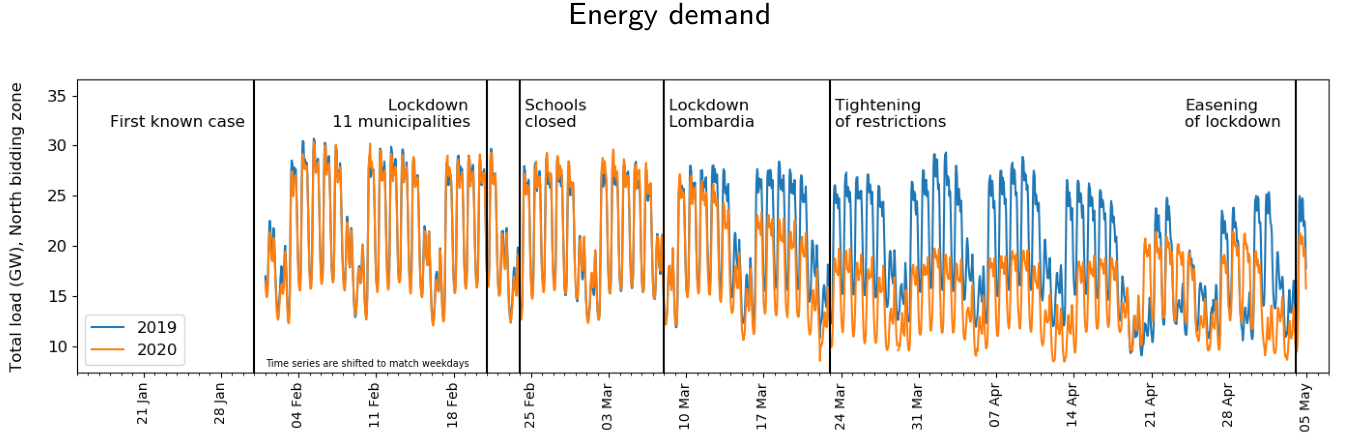 Energy demand
Total load (GW), North bidding zone
35
30
25
20
15
10
First known case
Lockdown
11 municipalities
Schools
closed
Lockdown
Lombardia
Tightening
of restrictions
Easening
of lockdown
2019
2020
Time series are shifted to match weekdays
21 Jan
28 Jan
04 Feb
11 Feb
18 Feb
25 Feb
03 Mar
10 Mar
17 Mar
24 Mar
31 Mar
07 Apr
14 Apr
21 Apr
28 Apr
05 May